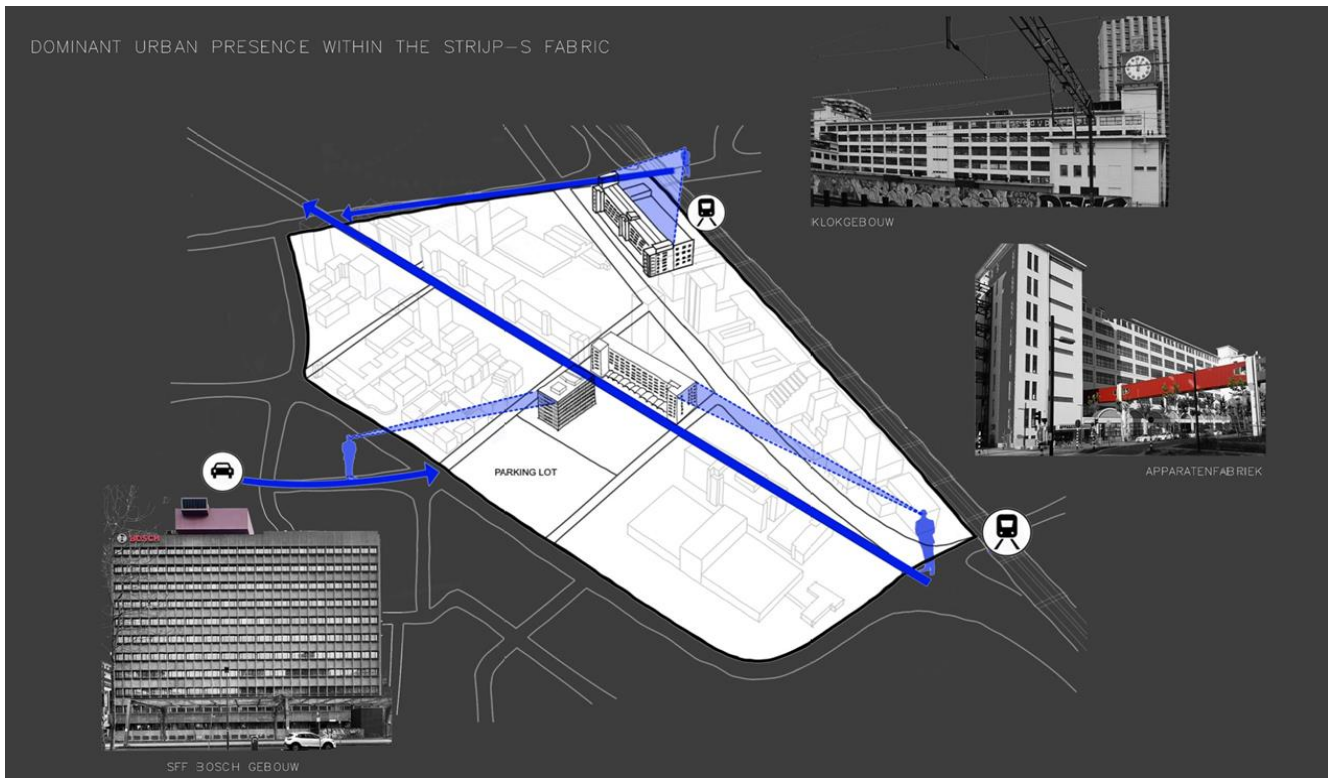 DOMINANT URBAN PRESENCE WITHIN THE STRIJP-S FABRIC
KLOKGEBOUW
APPARATENFABRIEK
PARKING LOT
BOSCH
SFF BOSCH GEBOUW